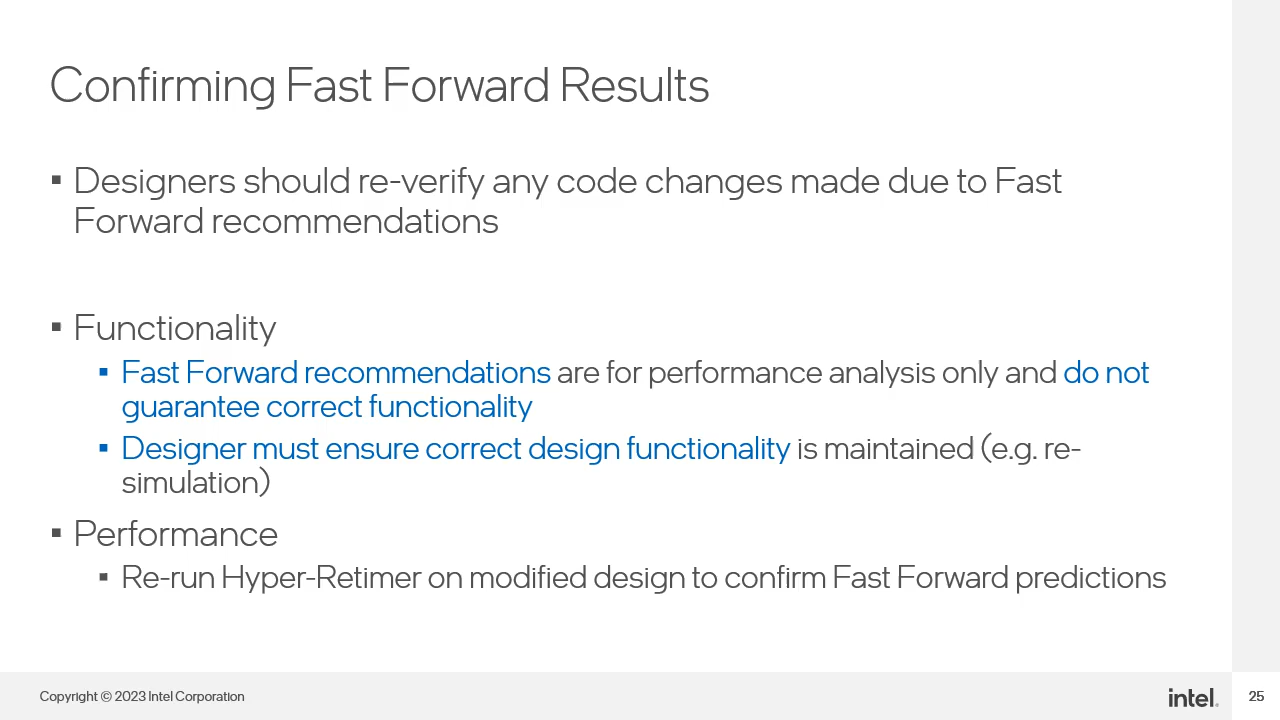 Confirming Fast Forward Results
▪ Designers should re-verify any code changes made due to Fast
Forward recommendations
▪ Functionality
▪ Fast Forward recommendations are for performance analysis only and do not
guarantee correct functionality
▪ Designer must ensure correct design functionality is maintained (e.g. re-
simulation)
▪ Performance
▪ Re-run Hyper-Retimer on modified design to confirm Fast Forward predictions
Copyright © 2023 Intel Corporation
intel.
25